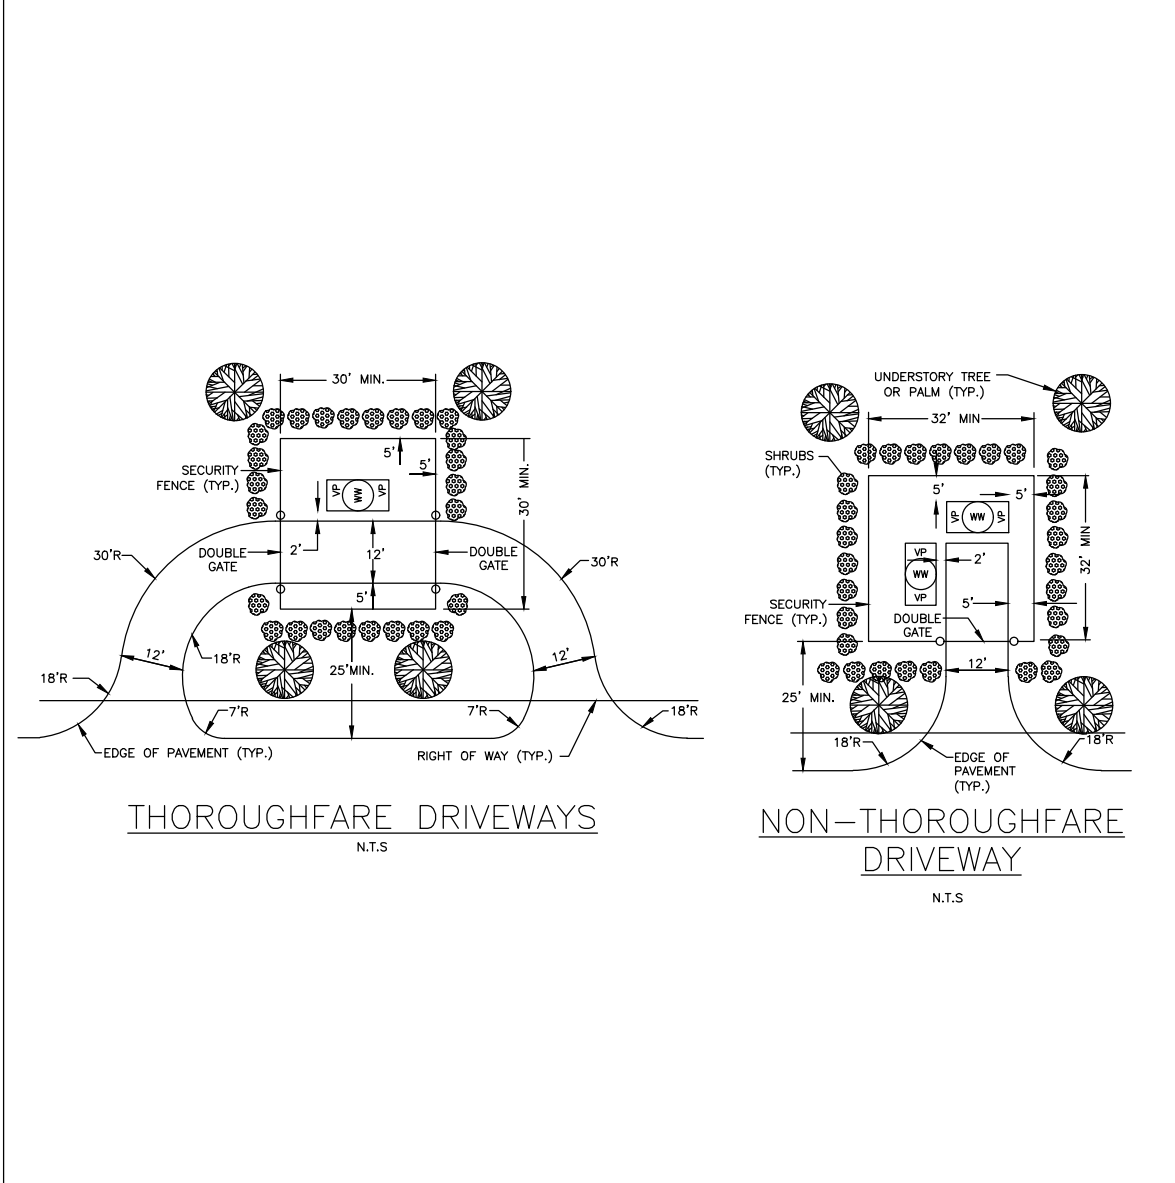 30' MIN.
5'
5'
SECURITY
FENCE (TYP.)
VP
WW
VP
30' MIN.
30'R
DOUBLE
GATE
2'
12'
DOUBLE
GATE
30'R
5'
12'
18'R
25'MIN.
12'
18'R
7'R
7'R
18'R
EDGE OF PAVEMENT (TYP.)
RIGHT OF WAY (TYP.)
THOROUGHFARE DRIVEWAYS
N.T.S
UNDERSTORY TREE
OR PALM (TYP.)
32' MIN
SHRUBS
(TYP.)
5'
5'
VP
WW
VP
VP
WW
VP
2'
32' MIN
SECURITY
FENCE (TYP.)
5'
DOUBLE
GATE
12'
25' MIN.
18'R
18'R
EDGE OF
PAVEMENT
(TYP.)
NON-THOROUGHFARE
DRIVEWAY
N.T.S